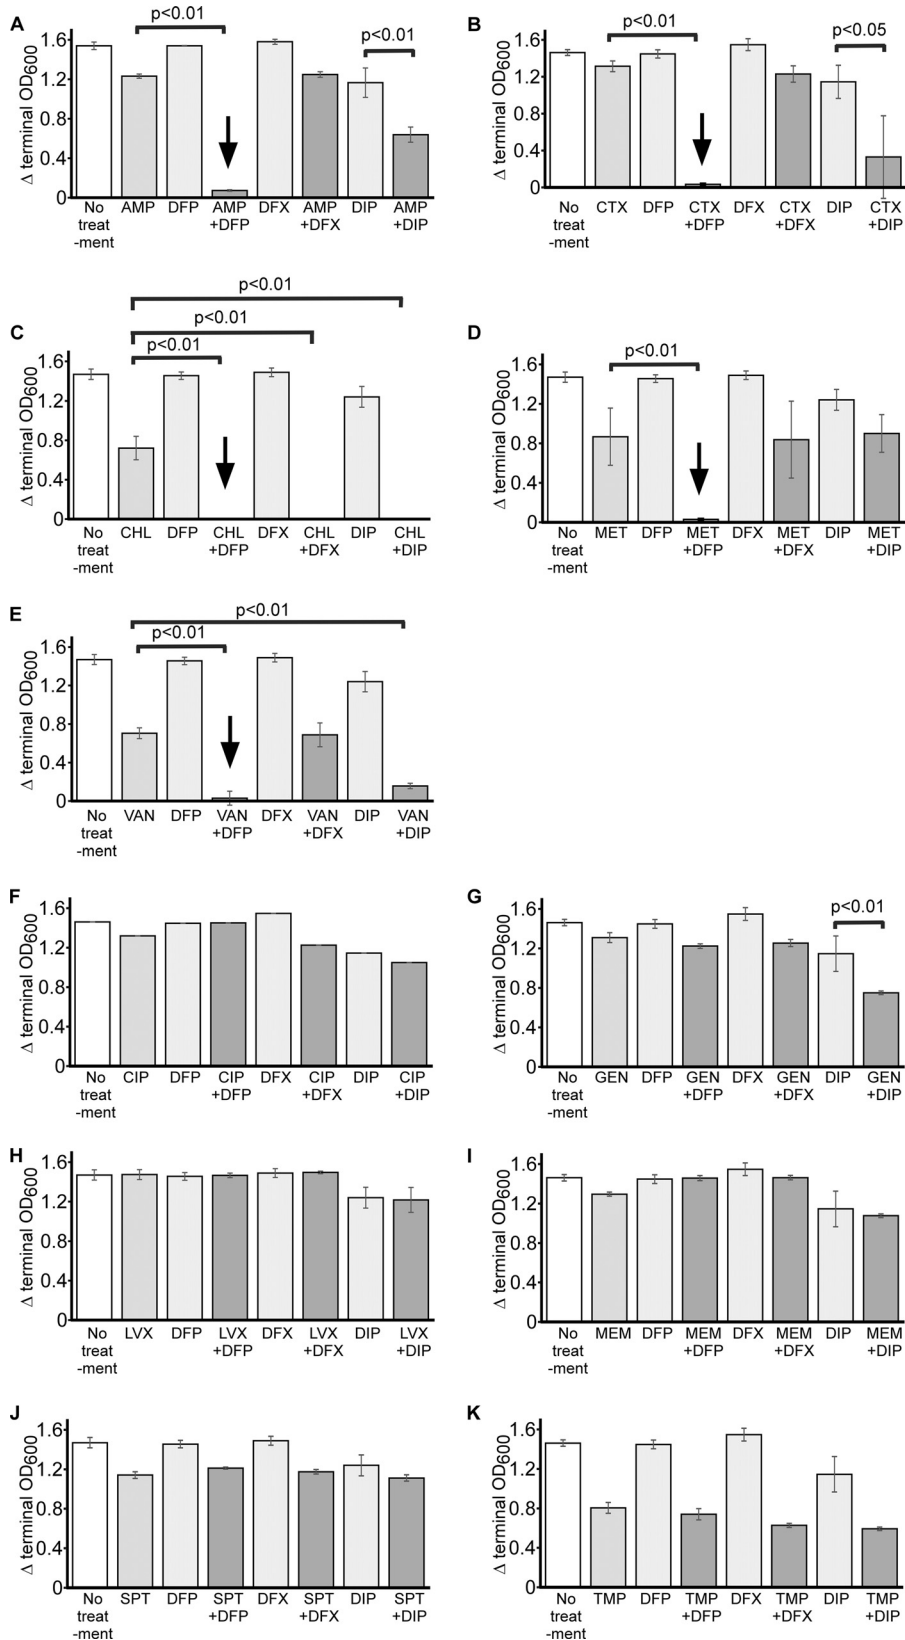 A
p<0.01
p<0.01
Δ terminal OD600
1.6
1.2
0.8
0.4
0
No AMP DFP AMP DFX AMP DIP AMP
treat +DFP +DFX +DIP
-ment
B
p<0.01
p<0.05
Δ terminal OD600
1.6
1.2
0.8
0.4
0
No CTX DFP CTX DFX CTX DIP CTX
treat +DFP +DFX +DIP
-ment
C
p<0.01
p<0.01
p<0.01
Δ terminal OD600
1.6
1.2
0.8
0.4
0
No CHL DFP CHL DFX CHL DIP CHL
treat +DFP +DFX +DIP
-ment
D
p<0.01
Δ terminal OD600
1.6
1.2
0.8
0.4
0
No MET DFP MET DFX MET DIP MET
treat +DFP +DFX +DIP
-ment
E
p<0.01
p<0.01
Δ terminal OD600
1.6
1.2
0.8
0.4
0
No VAN DFP VAN DFX VAN DIP VAN
treat +DFP +DFX +DIP
-ment
F
Δ terminal OD600
1.6
1.2
0.8
0.4
0
No CIP DFP CIP DFX CIP DIP CIP
treat +DFP +DFX +DIP
-ment
G
p<0.01
Δ terminal OD600
1.6
1.2
0.8
0.4
0
No GEN DFP GEN DFX GEN DIP GEN
treat +DFP +DFX +DIP
-ment
H
Δ terminal OD600
1.6
1.2
0.8
0.4
0
No LVX DFP LVX DFX LVX DIP LVX
treat +DFP +DFX +DIP
-ment
I
Δ terminal OD600
1.6
1.2
0.8
0.4
0
No MEM DFP MEM DFX MEM DIP MEM
treat +DFP +DFX +DIP
-ment
J
Δ terminal OD600
1.6
1.2
0.8
0.4
0
No SPT DFP SPT DFX SPT DIP SPT
treat +DFP +DFX +DIP
-ment
K
Δ terminal OD600
1.6
1.2
0.8
0.4
0
No TMP DFP TMP DFX TMP DIP TMP
treat +DFP +DFX +DIP
-ment